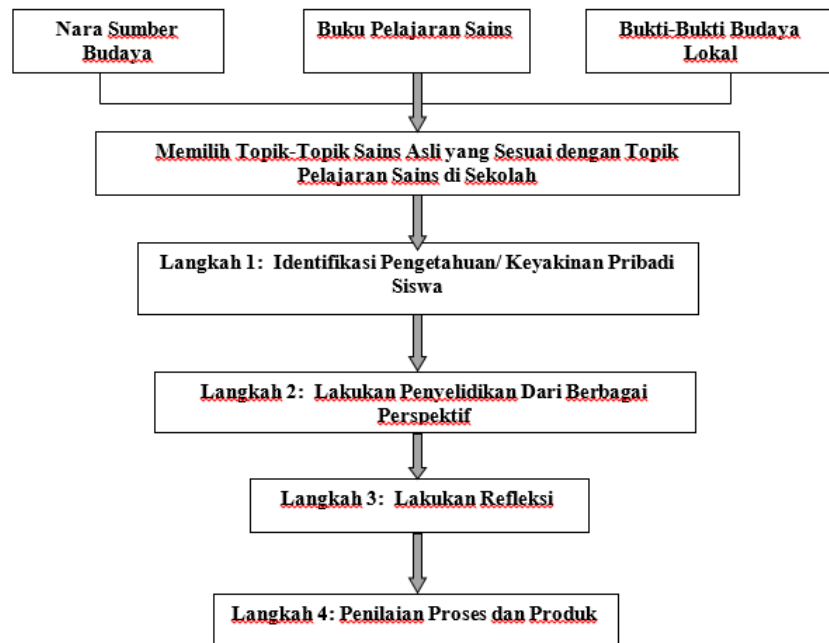 Nara Sumber
Budaya
Buku Pelajaran Sains
Bukti-Bukti Budaya
Lokal
Memilih Topik-Topik Sains Asli yang Sesuai dengan Topik
Pelajaran Sains di Sekolah
Langkah 1: Identifikasi Pengetahuan/ Keyakinan Pribadi
Siswa
Langkah 2: Lakukan Penyelidikan Dari Berbagai
Perspektif
Langkah 3: Lakukan Refleksi
Langkah 4: Penilaian Proses dan Produk